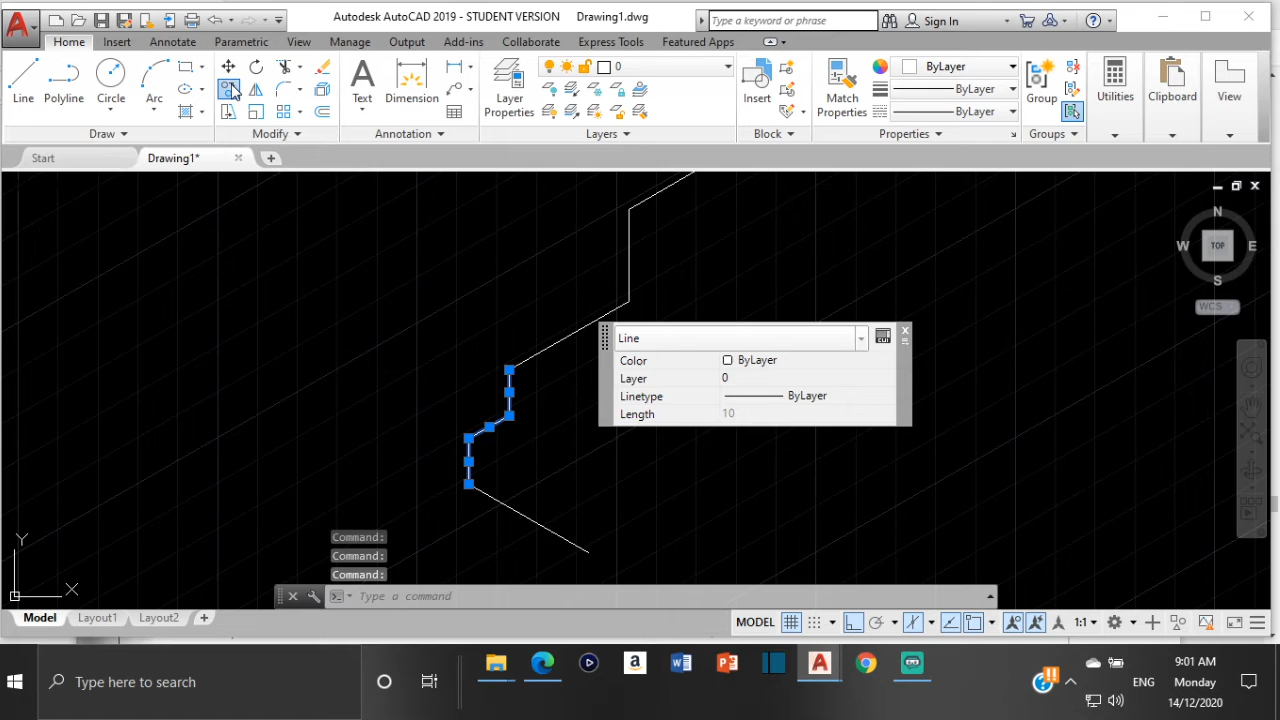 Autodesk AutoCAD 2019 - STUDENT VERSION Drawing1.dwg
Type a keyword or phrase
Sign In
Home Insert Annotate Parametric View Manage Output Add-ins Collaborate Express Tools Featured Apps
Line Polyline Circle Arc
Text Dimension
Layer Properties
0
Insert
Match Properties
ByLayer
ByLayer
ByLayer
Group
Utilities
Clipboard
View
Draw Modify Annotation Layers Block Properties Groups
Start Drawing1*
N
W TOP E
S
WCS
Line
Color ByLayer
Layer 0
Linetype ByLayer
Length 10
CUI
Y
X
Command:
Command:
Command:
Type a command
Model Layout1 Layout2
MODEL 1:1
Type here to search
ENG
9:01 AM
Monday
14/12/2020